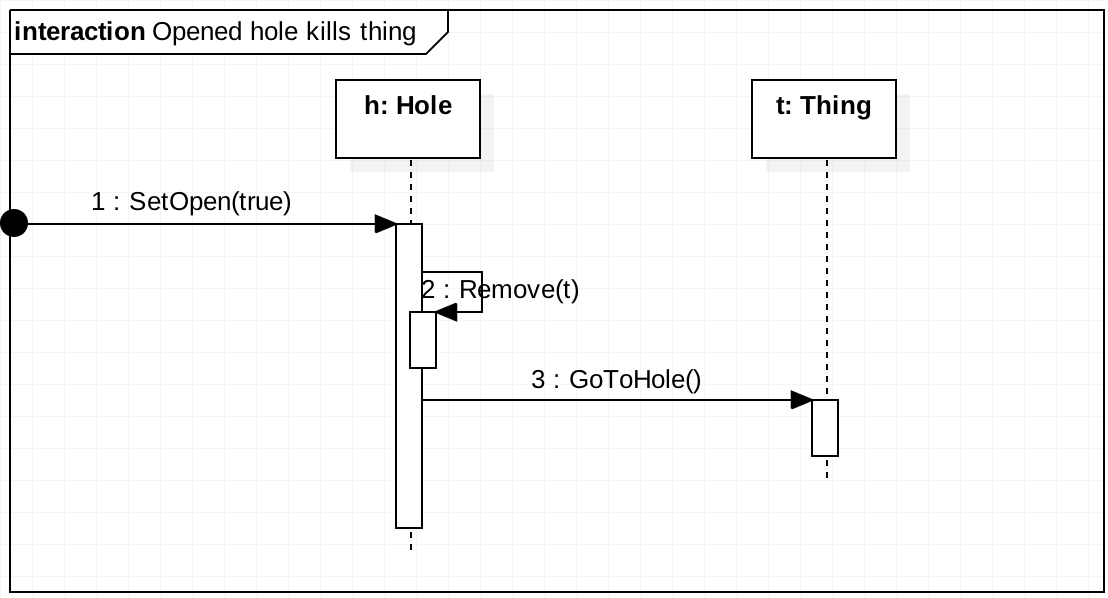 interaction Opened hole kills thing
h: Hole
t: Thing
1 : SetOpen(true)
2 : Remove(t)
3 : GoToHole()